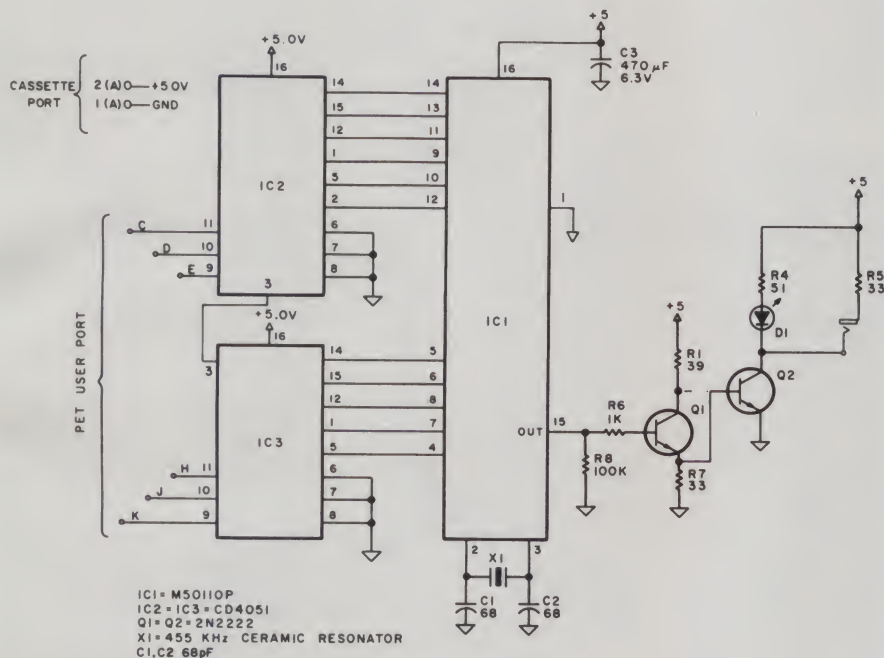 CASSETTE PORT
2 (A) O— +5.0V
1 (A) O— GND
PET USER PORT
+5.0V
16
IC2
14
15
12
1
5
2
6
7
8
C 11
D 10
E 9
3
+5.0V
16
3
IC3
14
15
12
1
5
6
7
8
H 11
J 10
K 9
+5
C3
470 µF
6.3V
16
IC1
14
13
11
9
10
12
5
6
8
7
4
1
OUT 15
2
3
X1
C1
68
C2
68
R6
1K
R8
100K
+5
R1
39
Q1
R7
33
+5
R4
51
D1
R5
33
Q2
IC1 = M50110P
IC2 = IC3 = CD4051
Q1 = Q2 = 2N2222
X1 = 455 KHz CERAMIC RESONATOR
C1, C2 68pF